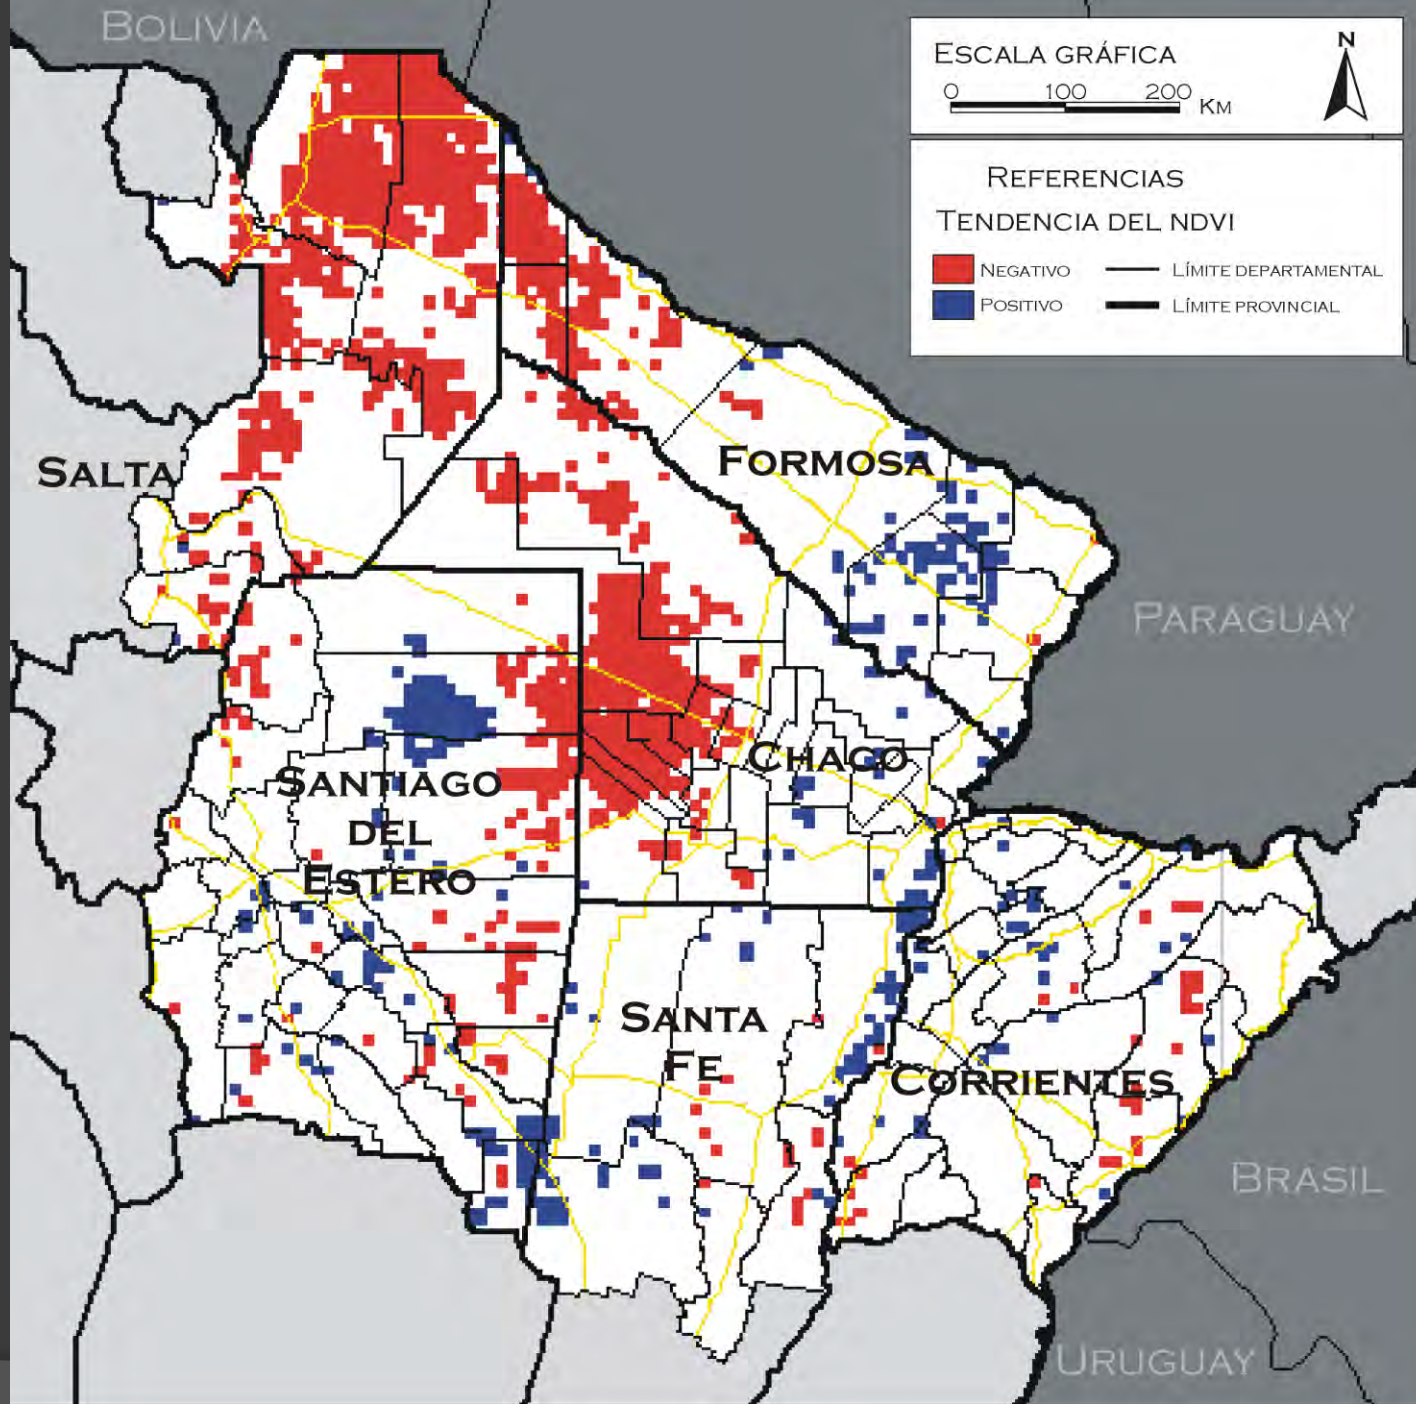 BOLIVIA
ESCALA GRÁFICA
N
0 100 200 KM
REFERENCIAS
TENDENCIA DEL NDVI
NEGATIVO
LÍMITE DEPARTAMENTAL
POSITIVO
LÍMITE PROVINCIAL
SALTA
FORMOSA
PARAGUAY
CHACO
SANTIAGO
DEL
ESTERO
SANTA
FE
CORRIENTES
BRASIL
URUGUAY